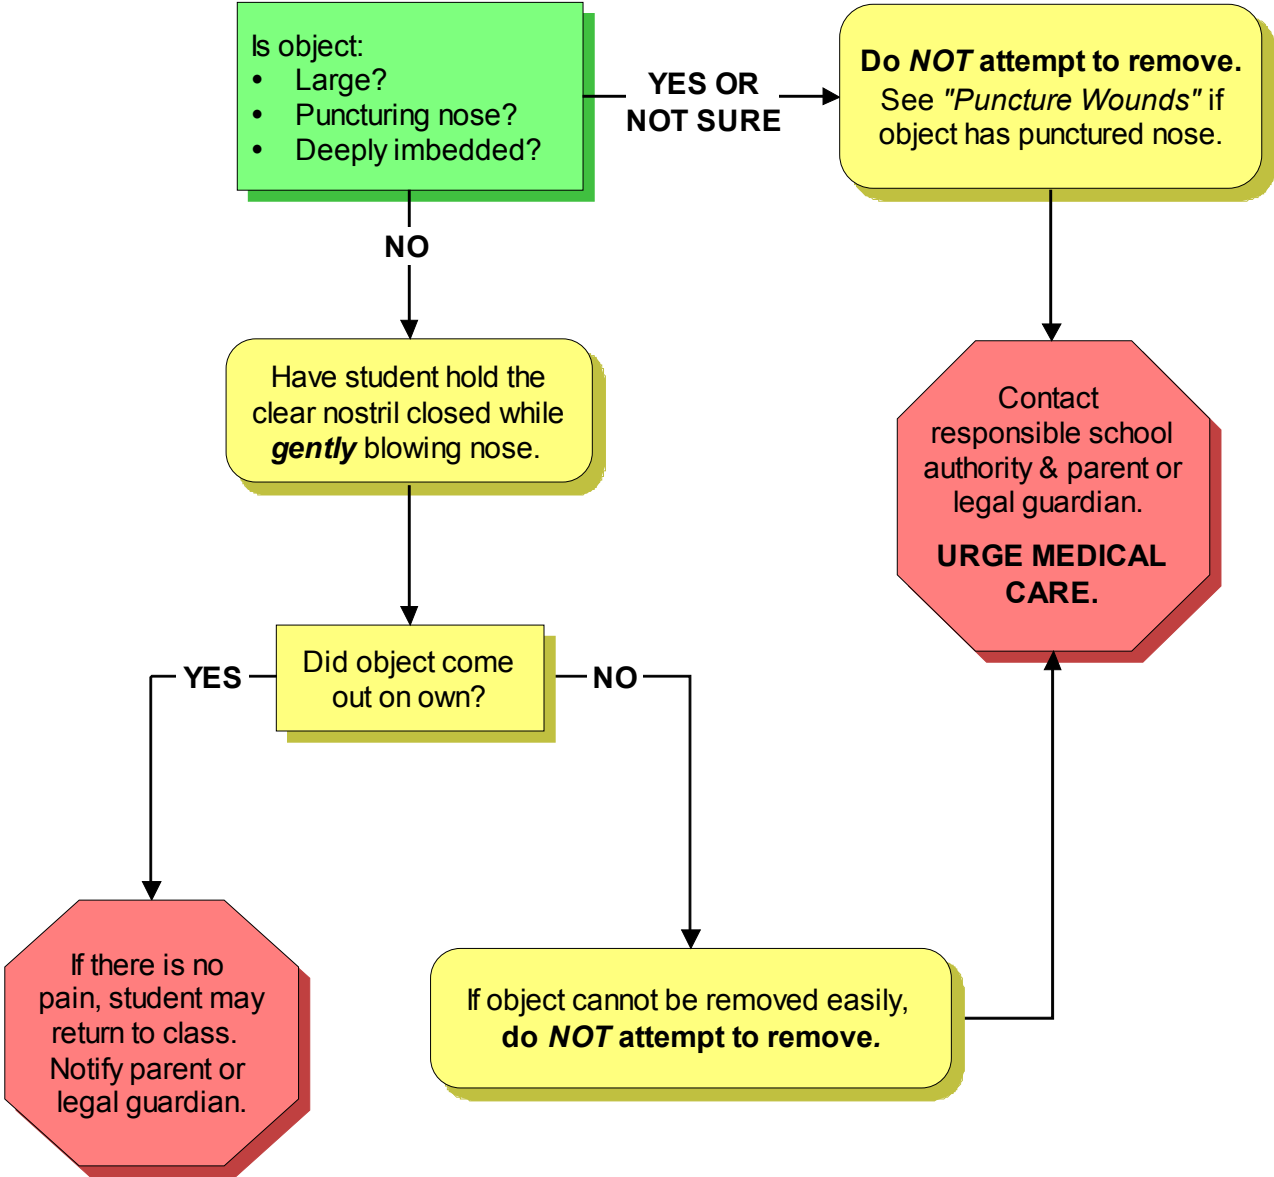 Is object:
• Large?
• Puncturing nose?
• Deeply imbedded?
YES OR
NOT SURE
Do NOT attempt to remove.
See "Puncture Wounds" if
object has punctured nose.
NO
Have student hold the
clear nostril closed while
gently blowing nose.
Contact
responsible school
authority & parent or
legal guardian.
URGE MEDICAL
CARE.
Did object come
out on own?
YES
NO
If there is no
pain, student may
return to class.
Notify parent or
legal guardian.
If object cannot be removed easily,
do NOT attempt to remove.